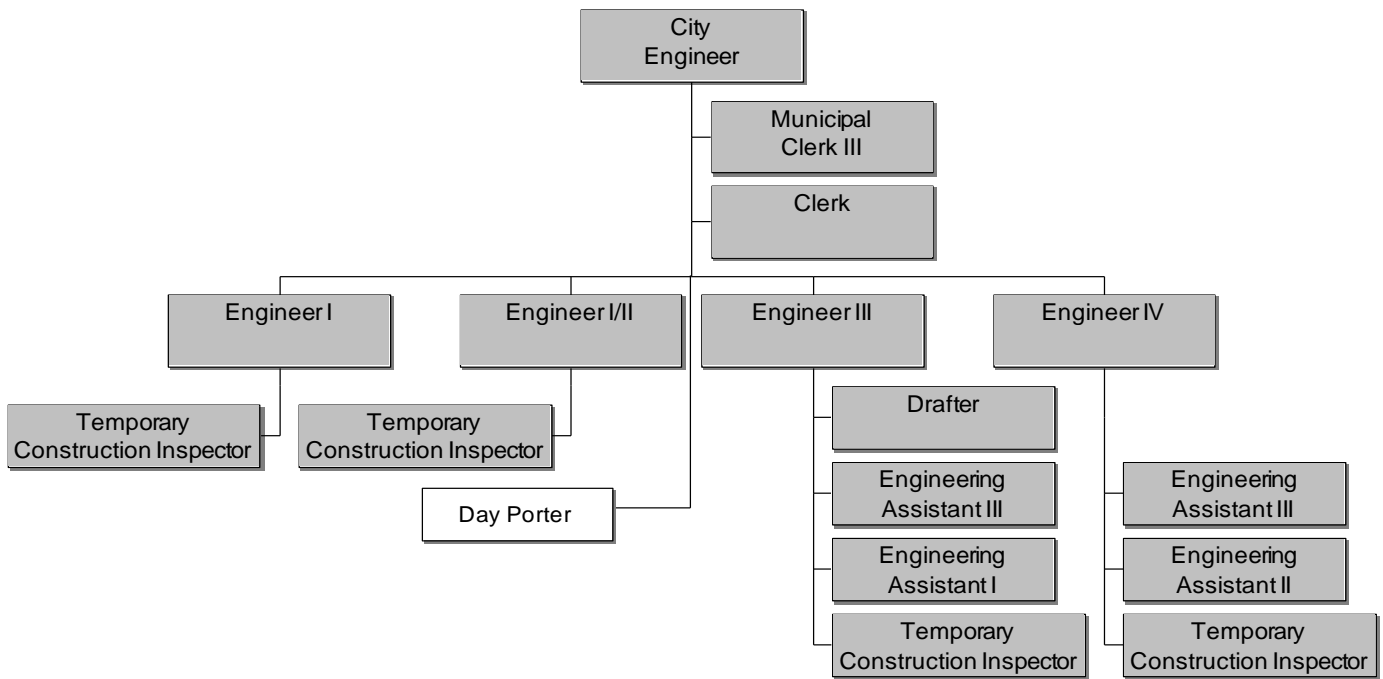 City
Engineer
Municipal
Clerk III
Clerk
Engineer I
Engineer I/II
Engineer III
Engineer IV
Temporary
Construction Inspector
Temporary
Construction Inspector
Day Porter
Drafter
Engineering
Assistant III
Engineering
Assistant I
Temporary
Construction Inspector
Engineering
Assistant III
Engineering
Assistant II
Temporary
Construction Inspector